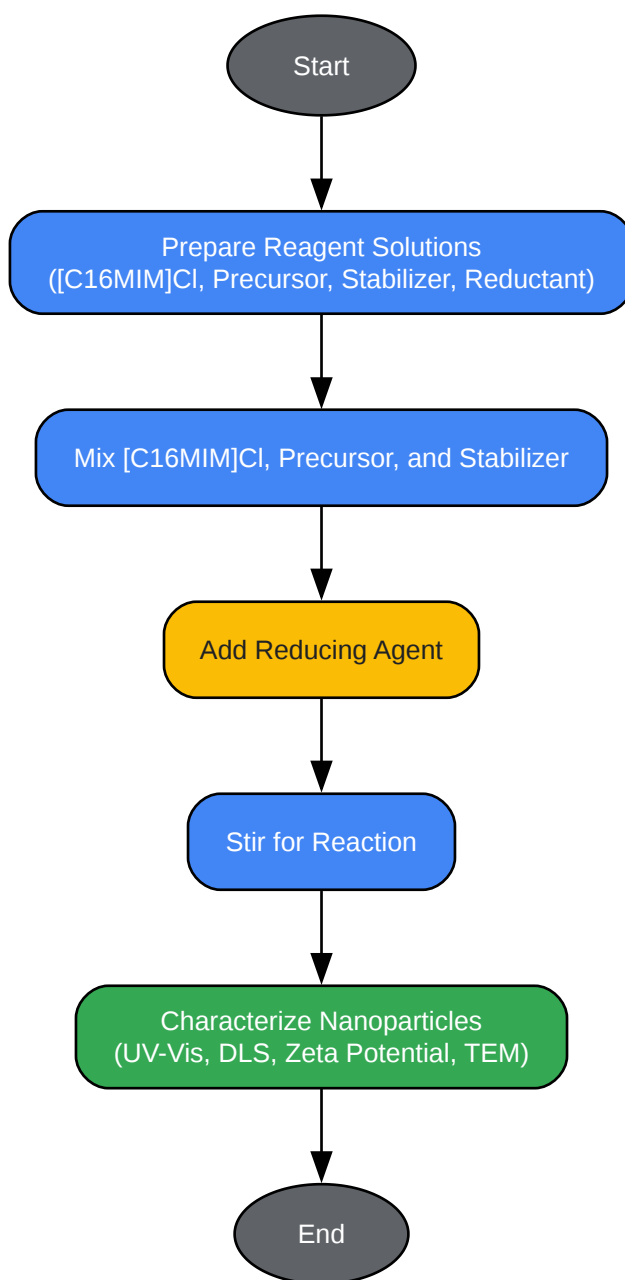 Start
Prepare Reagent Solutions
([C16MIM]Cl, Precursor, Stabilizer, Reductant)
Mix [C16MIM]Cl, Precursor, and Stabilizer
Add Reducing Agent
Stir for Reaction
Characterize Nanoparticles
(UV-Vis, DLS, Zeta Potential, TEM)
End